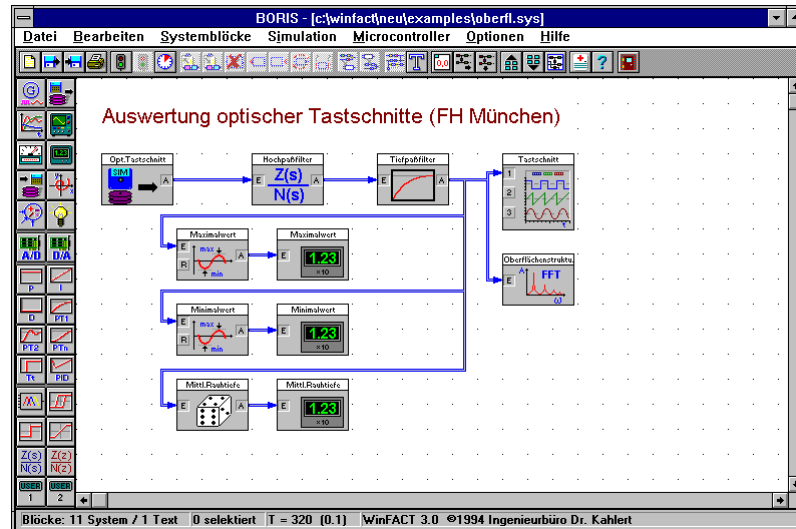 BORIS - [c:\winfact\neu\examples\oberfl.sys]
Datei Bearbeiten Systemblöcke Simulation Microcontroller Optionen Hilfe
T 0,0 ?
G
1.23
A/D D/A
P I
D PT1
PT2 PTn
Tt PID
Z(s) Z(z)
N(s) N(z)
USER USER
1 2
Auswertung optischer Tastschnitte (FH München)
Opt.Tastschnitt Hochpaßfilter Tiefpaßfilter Tastschnitt
SIM A E Z(s) A E A 1
N(s) 2
3 t
Maximalwert Maximalwert Oberflächenstruktu.
E max A E 1.23 E A FFT
R min ×10 ω
Minimalwert Minimalwert
E max A E 1.23
R min ×10
Mittl.Rauhtiefe Mittl.Rauhtiefe
E A E 1.23
×10
Blöcke: 11 System / 1 Text 0 selektiert T = 320 (0.1) WinFACT 3.0 ©1994 Ingenieurbüro Dr. Kahlert